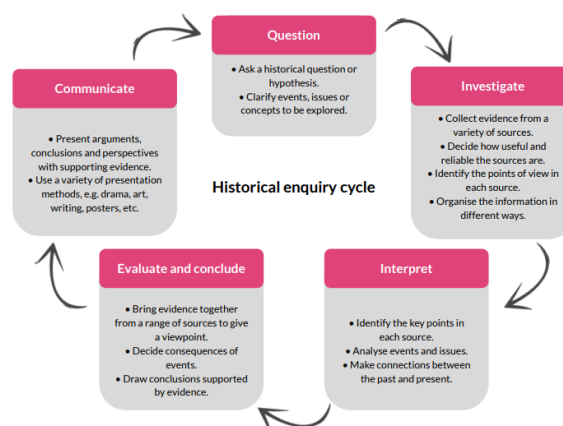 Question
• Ask a historical question or
hypothesis.
• Clarify events, issues or
concepts to be explored.
Investigate
• Collect evidence from a
variety of sources.
• Decide how useful and
reliable the sources are.
• Identify the points of view in
each source.
• Organise the information in
different ways.
Interpret
• Identify the key points in
each source.
• Analyse events and issues.
• Make connections between
the past and present.
Evaluate and conclude
• Bring evidence together
from a range of sources to give
a viewpoint.
• Decide consequences of
events.
• Draw conclusions supported
by evidence.
Communicate
• Present arguments,
conclusions and perspectives
with supporting evidence.
• Use a variety of presentation
methods, e.g. drama, art,
writing, posters, etc.
Historical enquiry cycle